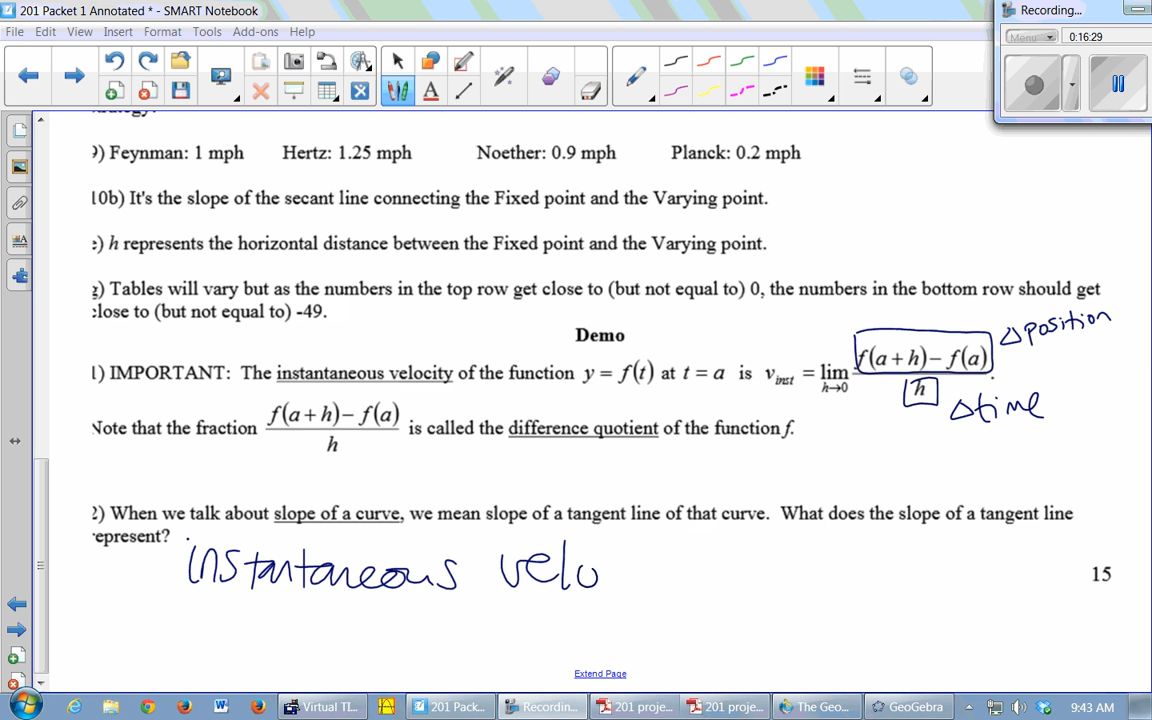 201 Packet 1 Annotated * - SMART Notebook
Recording...
File Edit View Insert Format Tools Add-ons Help
Menu 0:16:29
9) Feynman: 1 mph Hertz: 1.25 mph Noether: 0.9 mph Planck: 0.2 mph
10b) It's the slope of the secant line connecting the Fixed point and the Varying point.
h represents the horizontal distance between the Fixed point and the Varying point.
g) Tables will vary but as the numbers in the top row get close to (but not equal to) 0, the numbers in the bottom row should get
close to (but not equal to) -49.
Demo
Δposition
1) IMPORTANT: The instantaneous velocity of the function y = f(t) at t = a is v_inst = lim h→0 f(a+h) − f(a) / h
Δtime
Note that the fraction f(a+h) − f(a) / h is called the difference quotient of the function f.
2) When we talk about slope of a curve, we mean slope of a tangent line of that curve. What does the slope of a tangent line
represent?
instantaneous velo
15
Extend Page
Virtual TI... 201 Pack... Recordin... 201 proje... 201 proje... The Geo... GeoGebra 9:43 AM